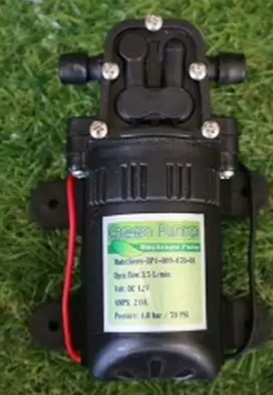 Green Pump
Diaphragm Pump
Open flow: 3.5 L/min
Volt: DC 12V
AMPS: 2.0A
Pressure: 4.8 bar / 70 PSI